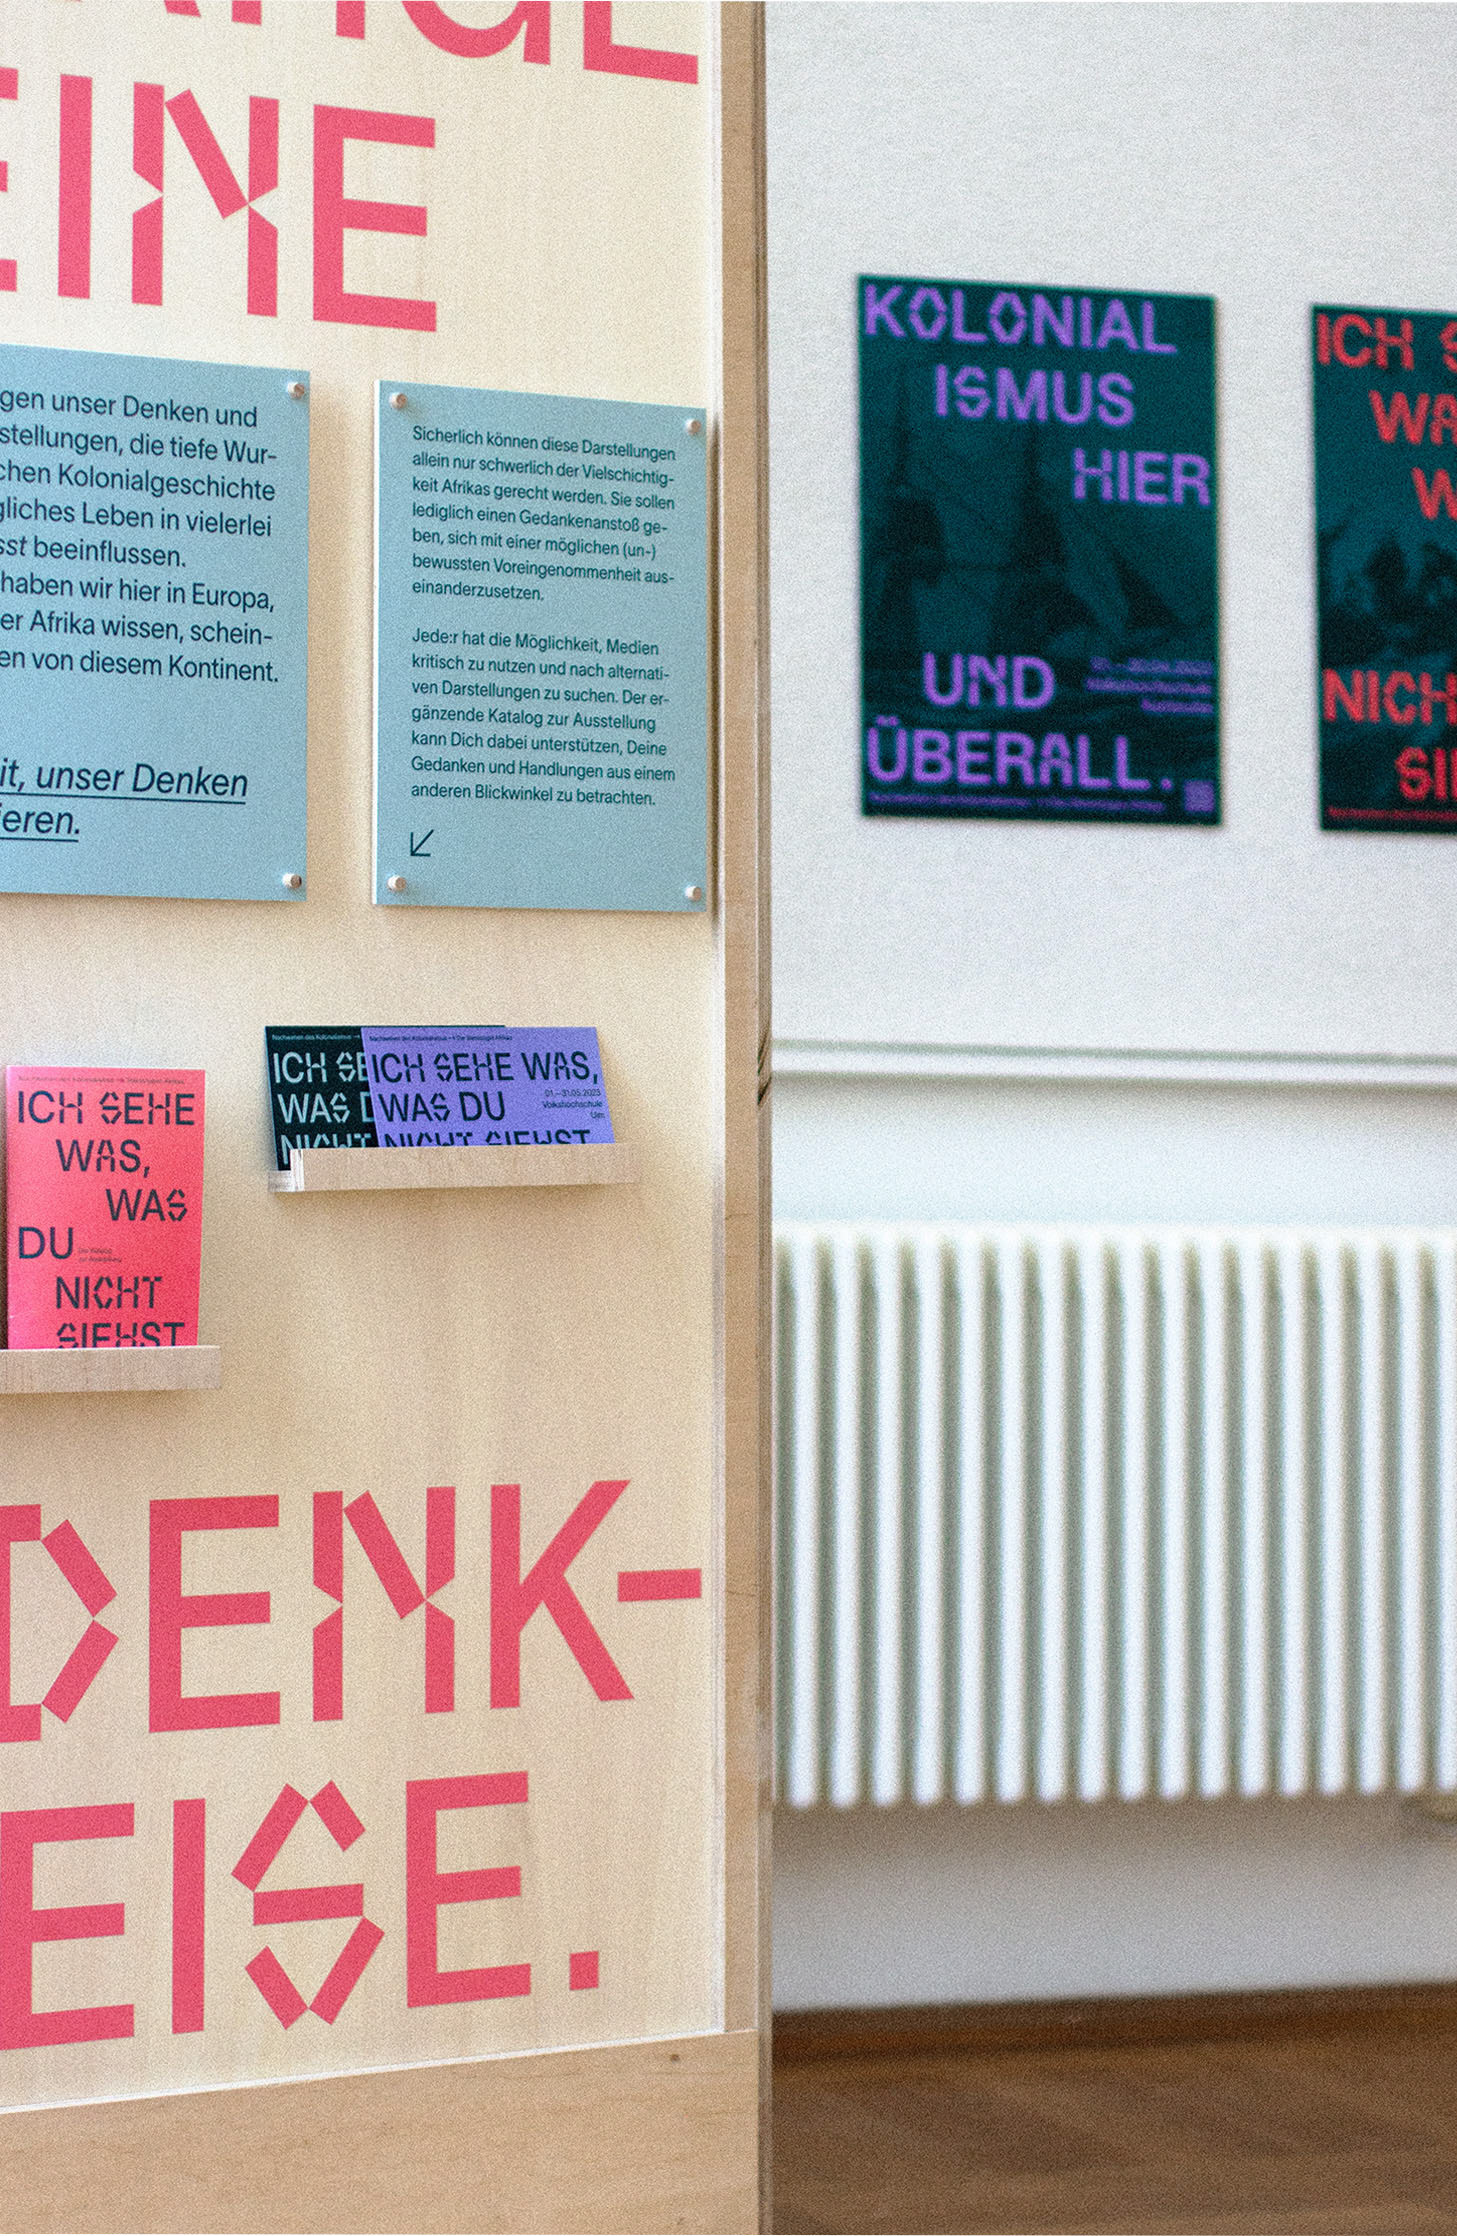 EINE
gen unser Denken und
stellungen, die tiefe Wur-
chen Kolonialgeschichte
gliches Leben in vielerlei
sst beeinflussen.
haben wir hier in Europa,
er Afrika wissen, schein-
en von diesem Kontinent.
it, unser Denken
ieren.
Sicherlich können diese Darstellungen
allein nur schwerlich der Vielschichtig-
keit Afrikas gerecht werden. Sie sollen
lediglich einen Gedankenanstoß ge-
ben, sich mit einer möglichen (un-)
bewussten Voreingenommenheit aus-
einanderzusetzen.
Jede:r hat die Möglichkeit, Medien
kritisch zu nutzen und nach alternati-
ven Darstellungen zu suchen. Der er-
gänzende Katalog zur Ausstellung
kann Dich dabei unterstützen, Deine
Gedanken und Handlungen aus einem
anderen Blickwinkel zu betrachten.
ICH SEHE
WAS,
WAS
DU
NICHT
SIEHST
ICH SE
WAS D
NICHT
ICH SEHE WAS,
01.–31.05.2023
WAS DU
Volkshochschule
Ulm
NICHT SIEHST
DENK-
EISE.
KOLONIAL
ISMUS
HIER
UND
ÜBERALL.
ICH S
WA
W
NICH
SIE